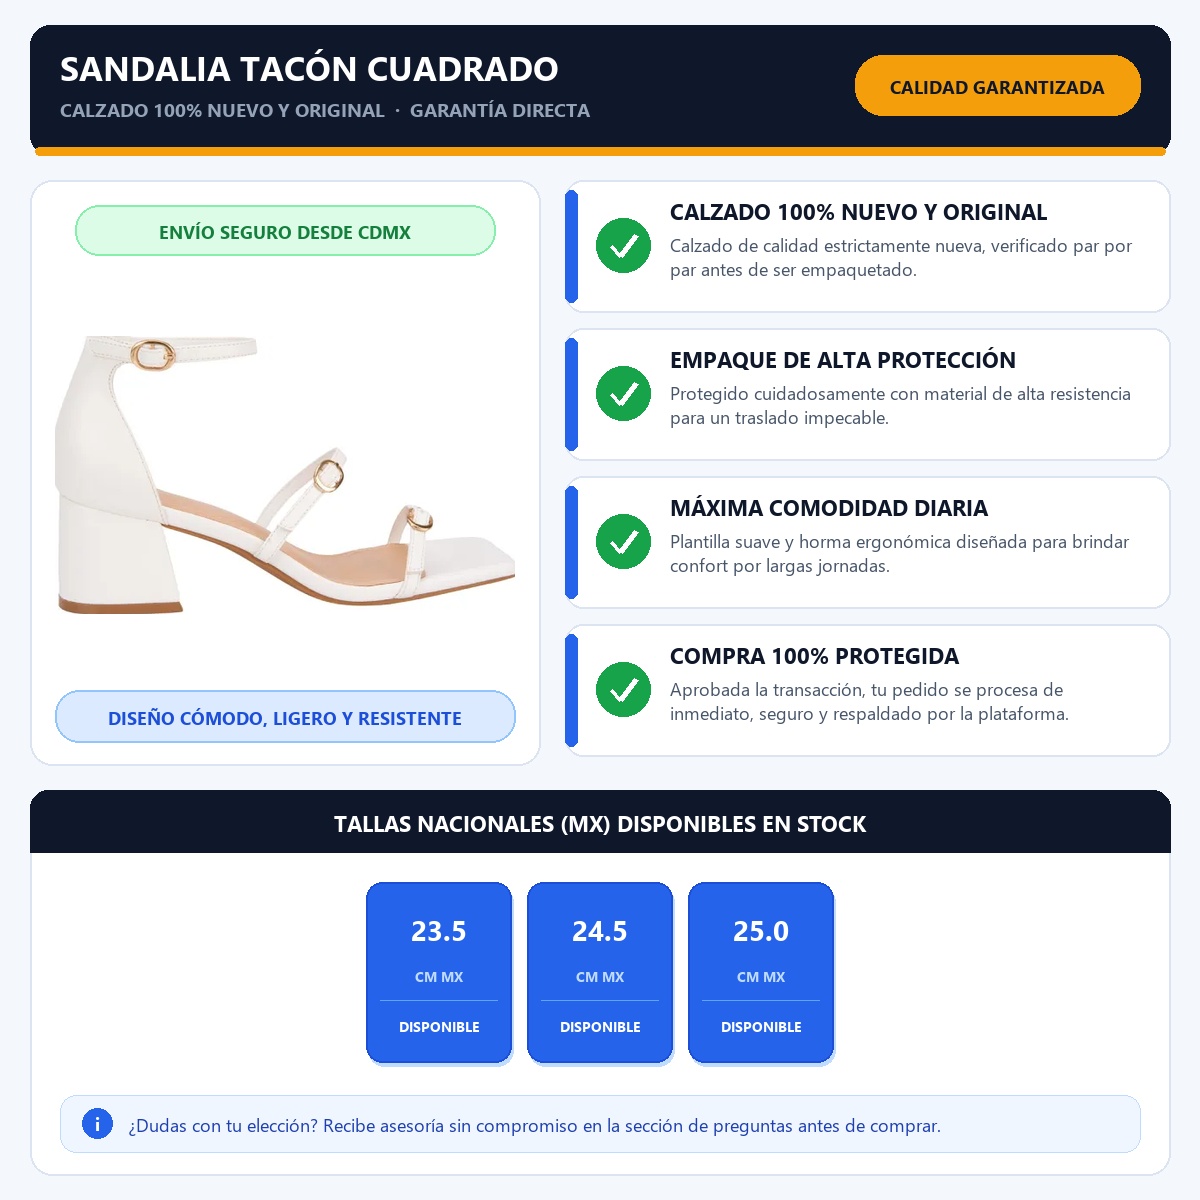 SANDALIA TACÓN CUADRADO
CALZADO 100% NUEVO Y ORIGINAL · GARANTÍA DIRECTA
CALIDAD GARANTIZADA
ENVÍO SEGURO DESDE CDMX
DISEÑO CÓMODO, LIGERO Y RESISTENTE
CALZADO 100% NUEVO Y ORIGINAL
Calzado de calidad estrictamente nueva, verificado par por
par antes de ser empaquetado.
EMPAQUE DE ALTA PROTECCIÓN
Protegido cuidadosamente con material de alta resistencia
para un traslado impecable.
MÁXIMA COMODIDAD DIARIA
Plantilla suave y horma ergonómica diseñada para brindar
confort por largas jornadas.
COMPRA 100% PROTEGIDA
Aprobada la transacción, tu pedido se procesa de
inmediato, seguro y respaldado por la plataforma.
TALLAS NACIONALES (MX) DISPONIBLES EN STOCK
23.5
CM MX
DISPONIBLE
24.5
CM MX
DISPONIBLE
25.0
CM MX
DISPONIBLE
¿Dudas con tu elección? Recibe asesoría sin compromiso en la sección de preguntas antes de comprar.